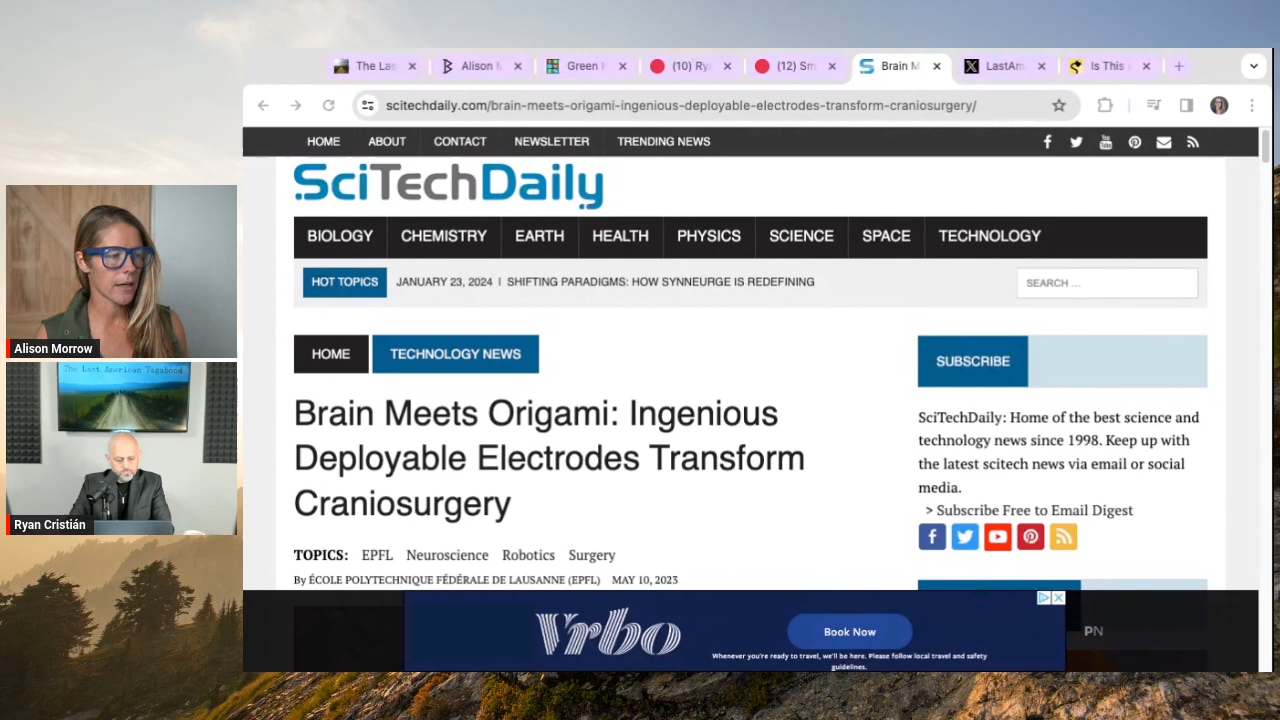 The Las
Alison M
Green
(10) Ry
(12) Sm
Brain M
LastAm
Is This
scitechdaily.com/brain-meets-origami-ingenious-deployable-electrodes-transform-craniosurgery/
HOME
ABOUT
CONTACT
NEWSLETTER
TRENDING NEWS
SciTechDaily
BIOLOGY
CHEMISTRY
EARTH
HEALTH
PHYSICS
SCIENCE
SPACE
TECHNOLOGY
HOT TOPICS
JANUARY 23, 2024 | SHIFTING PARADIGMS: HOW SYNNEURGE IS REDEFINING
SEARCH ...
HOME
TECHNOLOGY NEWS
Brain Meets Origami: Ingenious
Deployable Electrodes Transform
Craniosurgery
TOPICS: EPFL Neuroscience Robotics Surgery
By ÉCOLE POLYTECHNIQUE FÉDÉRALE DE LAUSANNE (EPFL) MAY 10, 2023
SUBSCRIBE
SciTechDaily: Home of the best science and
technology news since 1998. Keep up with
the latest scitech news via email or social
media.
> Subscribe Free to Email Digest
Vrbo
Book Now
Whenever you're ready to travel, we'll be here. Please follow local travel and safety
guidelines.
PN
Alison Morrow
The Last American Vagabond
Ryan Cristián